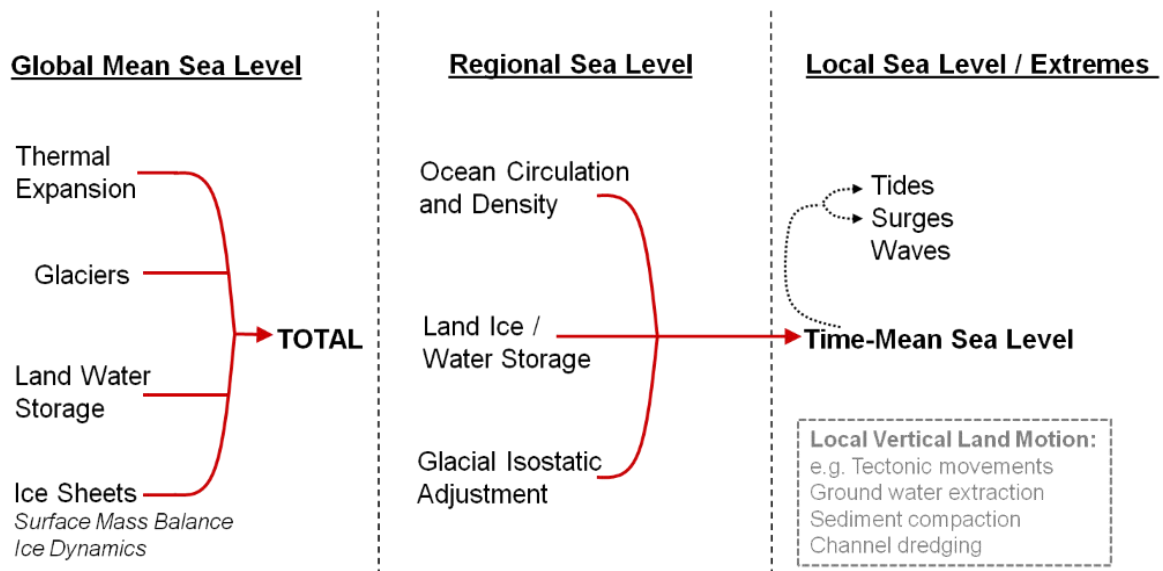 Global Mean Sea Level
Thermal
Expansion
Glaciers
TOTAL
Land Water
Storage
Ice Sheets
Surface Mass Balance
Ice Dynamics
Regional Sea Level
Ocean Circulation
and Density
Land Ice /
Water Storage
Glacial Isostatic
Adjustment
Local Sea Level / Extremes
Tides
Surges
Waves
Time-Mean Sea Level
Local Vertical Land Motion:
e.g. Tectonic movements
Ground water extraction
Sediment compaction
Channel dredging